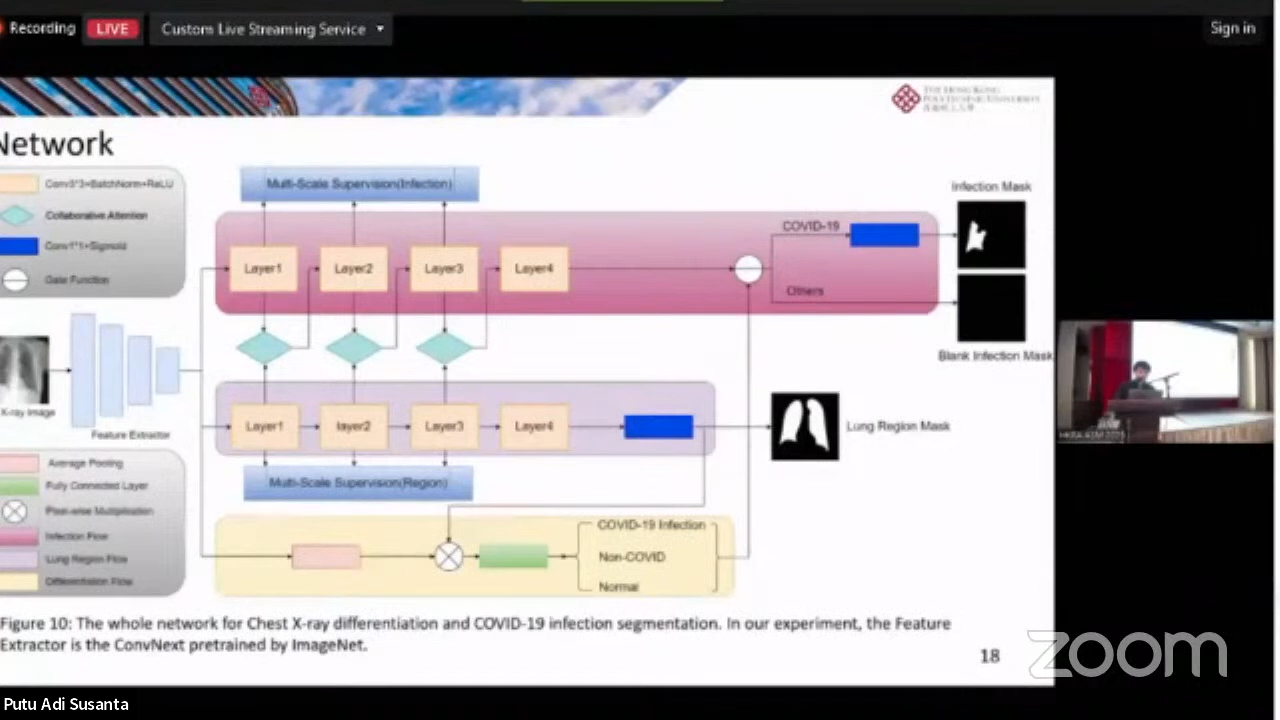 Recording
LIVE
Custom Live Streaming Service
Sign in
THE HONG KONG
POLYTECHNIC UNIVERSITY
Network
Conv3*3+BatchNorm+ReLU
Collaborative Attention
Conv1*1+Sigmoid
Gate Function
Multi-Scale Supervision(Infection)
Layer1
Layer2
Layer3
Layer4
COVID-19
Others
Infection Mask
Blank Infection Mask
X-ray Image
Feature Extractor
Layer1
layer2
Layer3
Layer4
Lung Region Mask
Multi-Scale Supervision(Region)
Average Pooling
Fully Connected Layer
Pixel-wise Multiplication
Infection Flow
Lung Region Flow
Differentiation Flow
COVID-19 Infection
Non-COVID
Normal
Figure 10: The whole network for Chest X-ray differentiation and COVID-19 infection segmentation. In our experiment, the Feature
Extractor is the ConvNext pretrained by ImageNet.
18
zoom
Putu Adi Susanta